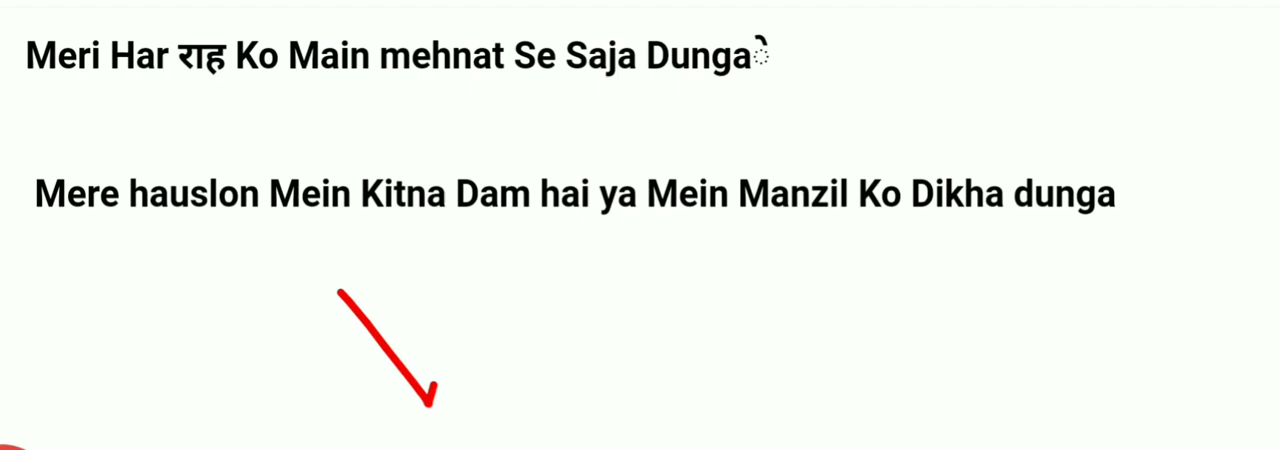 Meri Har राह Ko Main mehnat Se Saja Dungaे
Mere hauslon Mein Kitna Dam hai ya Mein Manzil Ko Dikha dunga